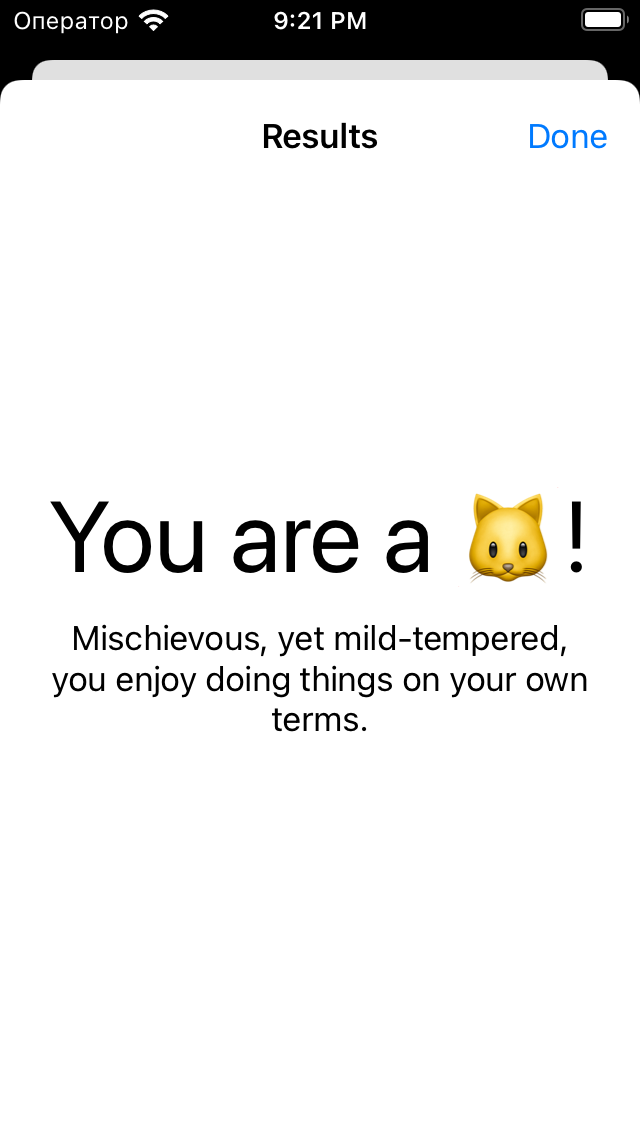 Оператор 9:21 PM
Results Done
You are a 🐱!
Mischievous, yet mild-tempered,
you enjoy doing things on your own
terms.